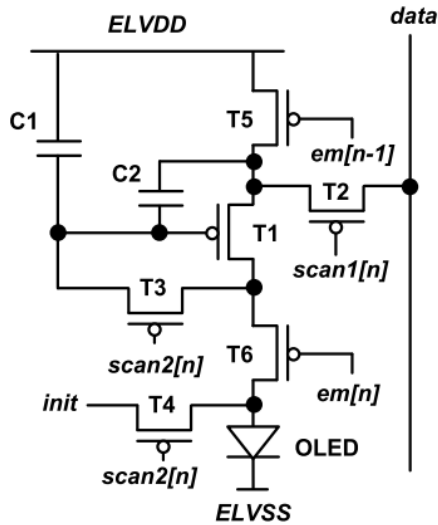 data
ELVDD
C1
T5
em[n-1]
C2
T2
T1
scan1[n]
T3
scan2[n]
T6
em[n]
init
T4
OLED
scan2[n]
ELVSS